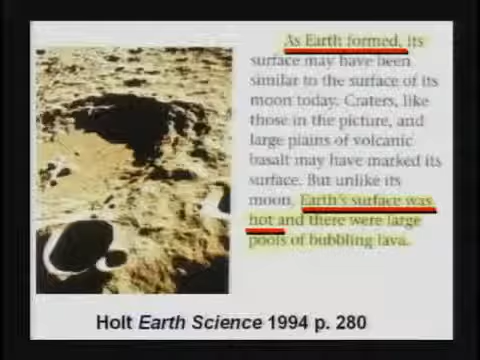 As Earth formed, its
surface may have been
similar to the surface of its
moon today. Craters, like
those in the picture, and
large plains of volcanic
basalt may have marked its
surface. But unlike its
moon, Earth's surface was
hot and there were large
pools of bubbling lava.
Holt Earth Science 1994 p. 280